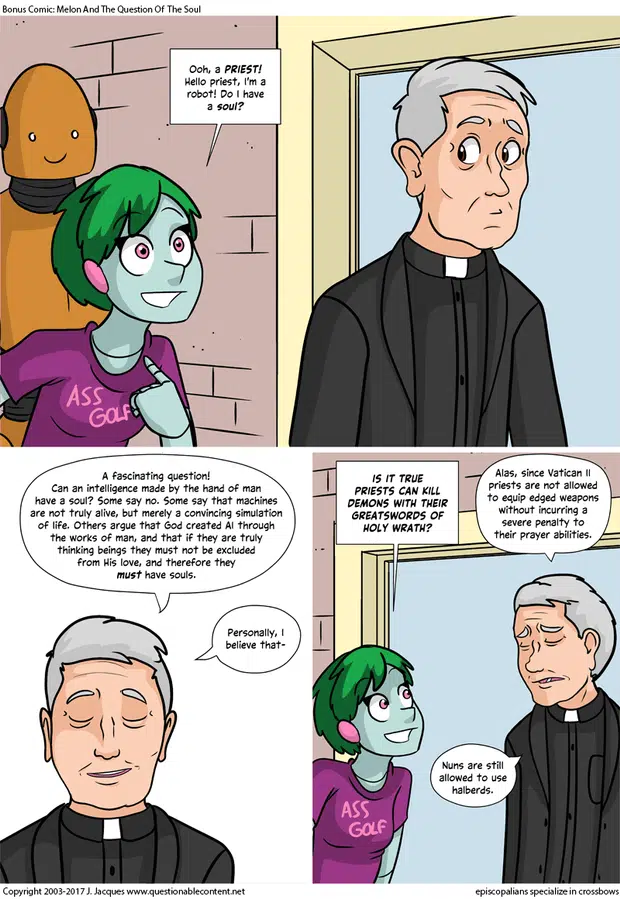 Bonus Comic: Melon And The Question Of The Soul
Ooh, a PRIEST!
Hello priest, I'm a
robot! Do I have
a soul?
ASS
GOLF
A fascinating question!
Can an intelligence made by the hand of man
have a soul? Some say no. Some say that machines
are not truly alive, but merely a convincing simulation
of life. Others argue that God created AI through
the works of man, and that if they are truly
thinking beings they must not be excluded
from His love, and therefore they
must have souls.
Personally, I
believe that-
IS IT TRUE
PRIESTS CAN KILL
DEMONS WITH THEIR
GREATSWORDS OF
HOLY WRATH?
Alas, since Vatican II
priests are not allowed
to equip edged weapons
without incurring a
severe penalty to
their prayer abilities.
Nuns are still
allowed to use
halberds.
ASS
GOLF
Copyright 2003-2017 J. Jacques www.questionablecontent.net
episcopalians specialize in crossbows